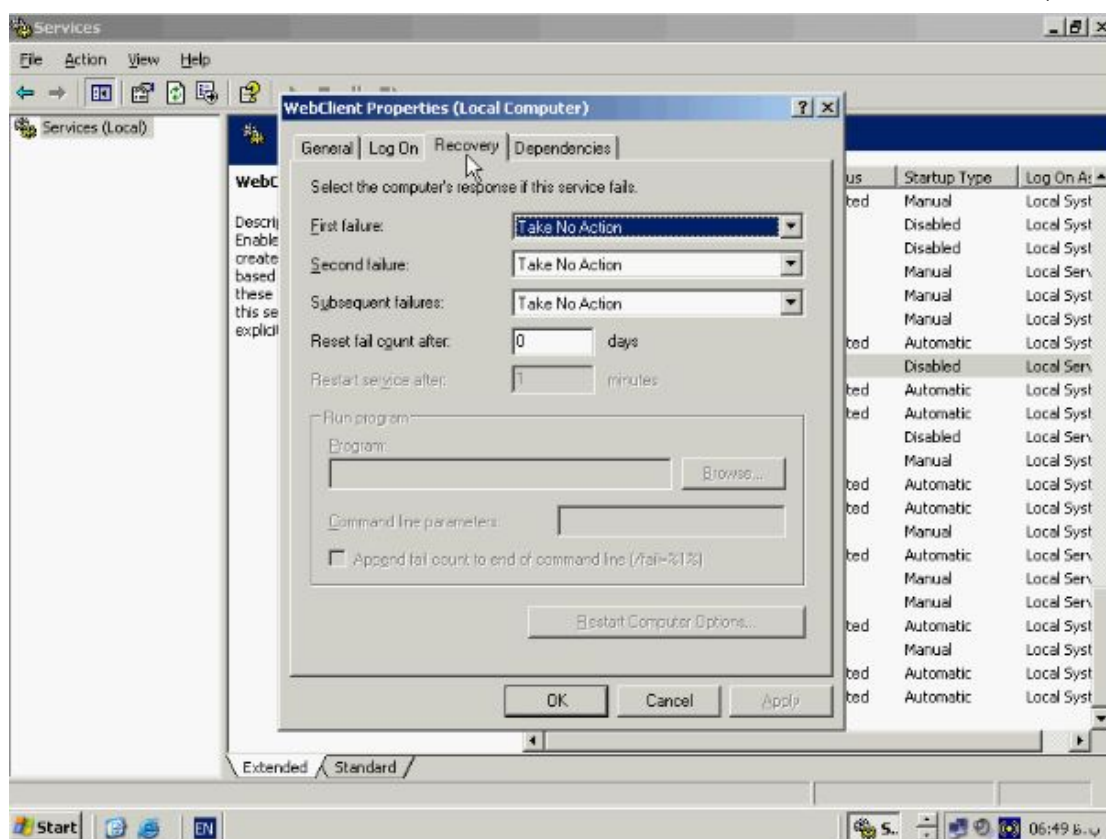 Services
File Action View Help
Services (Local)
WebClient Properties (Local Computer)
General Log On Recovery Dependencies
Select the computer's response if this service fails.
First failure: Take No Action
Second failure: Take No Action
Subsequent failures: Take No Action
Reset fail count after: 0 days
Restart service after: 1 minutes
Run program
Program:
Browse...
Command line parameters:
Append fail count to end of command line (/fail=%1%)
Restart Computer Options...
OK Cancel Apply
WebC
Descrip
Enable
create
based
these
this se
explicit
us Startup Type Log On As
ted Manual Local Syst
Disabled Local Syst
Disabled Local Syst
Manual Local Serv
Manual Local Syst
Manual Local Syst
ted Automatic Local Syst
Disabled Local Serv
ted Automatic Local Syst
ted Automatic Local Syst
Disabled Local Serv
Manual Local Syst
ted Automatic Local Syst
ted Automatic Local Syst
Manual Local Syst
ted Automatic Local Serv
Manual Local Serv
Manual Local Serv
ted Automatic Local Syst
Manual Local Syst
ted Automatic Local Syst
ted Automatic Local Syst
Extended Standard
Start EN S.. 06:49